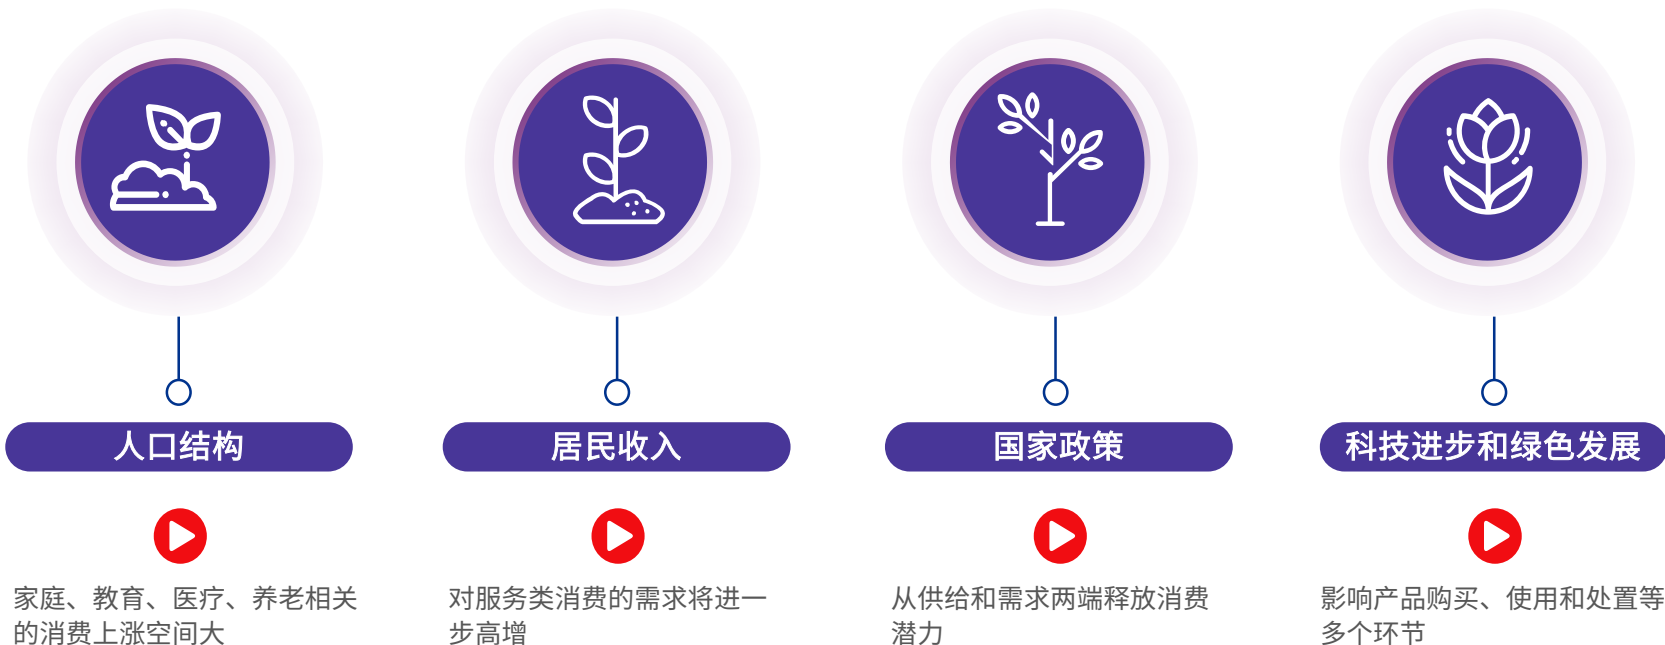 人口结构
家庭、教育、医疗、养老相关
的消费上涨空间大
居民收入
对服务类消费的需求将进一
步高增
国家政策
从供给和需求两端释放消费
潜力
科技进步和绿色发展
影响产品购买、使用和处置等
多个环节